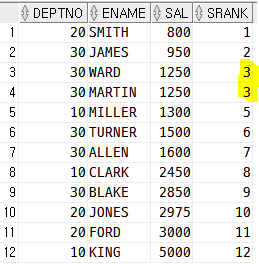 DEPTNO ENAME SAL SRANK
1 20 SMITH 800 1
2 30 JAMES 950 2
3 30 WARD 1250 3
4 30 MARTIN 1250 3
5 10 MILLER 1300 5
6 30 TURNER 1500 6
7 30 ALLEN 1600 7
8 10 CLARK 2450 8
9 30 BLAKE 2850 9
10 20 JONES 2975 10
11 20 FORD 3000 11
12 10 KING 5000 12